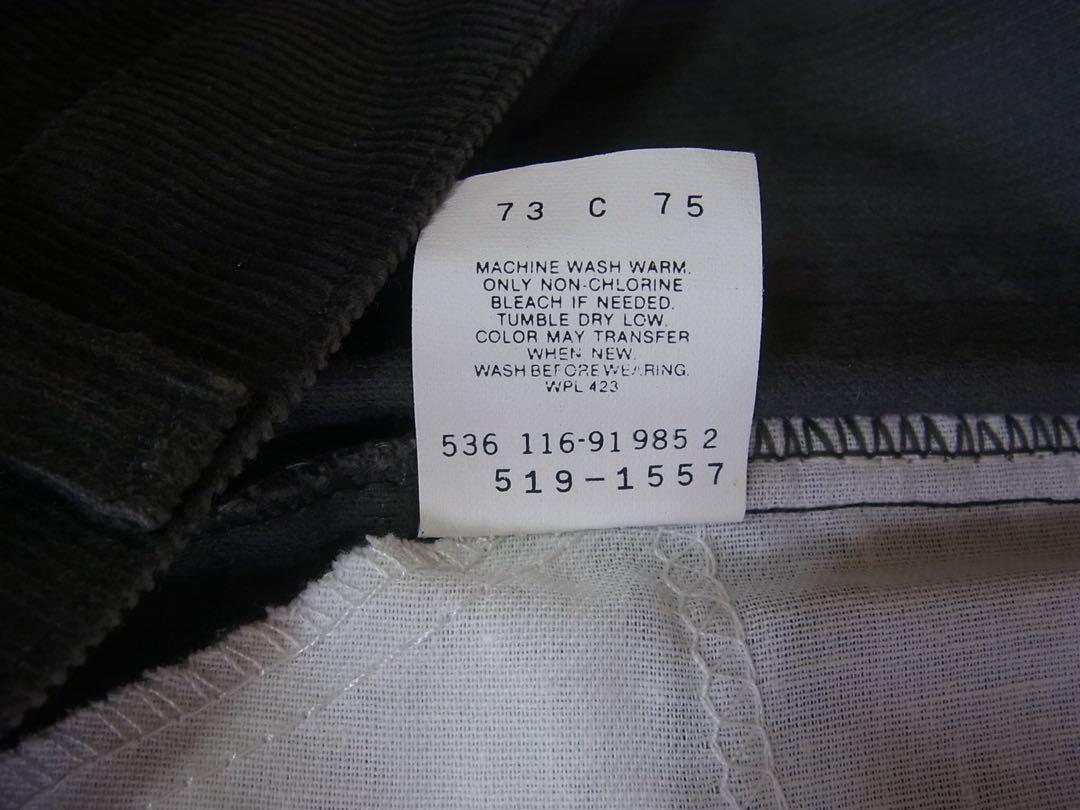 73 C 75
MACHINE WASH WARM.
ONLY NON-CHLORINE
BLEACH IF NEEDED.
TUMBLE DRY LOW.
COLOR MAY TRANSFER
WHEN NEW.
WASH BEFORE WEARING.
WPL 423
536 116-91 985 2
519-1557